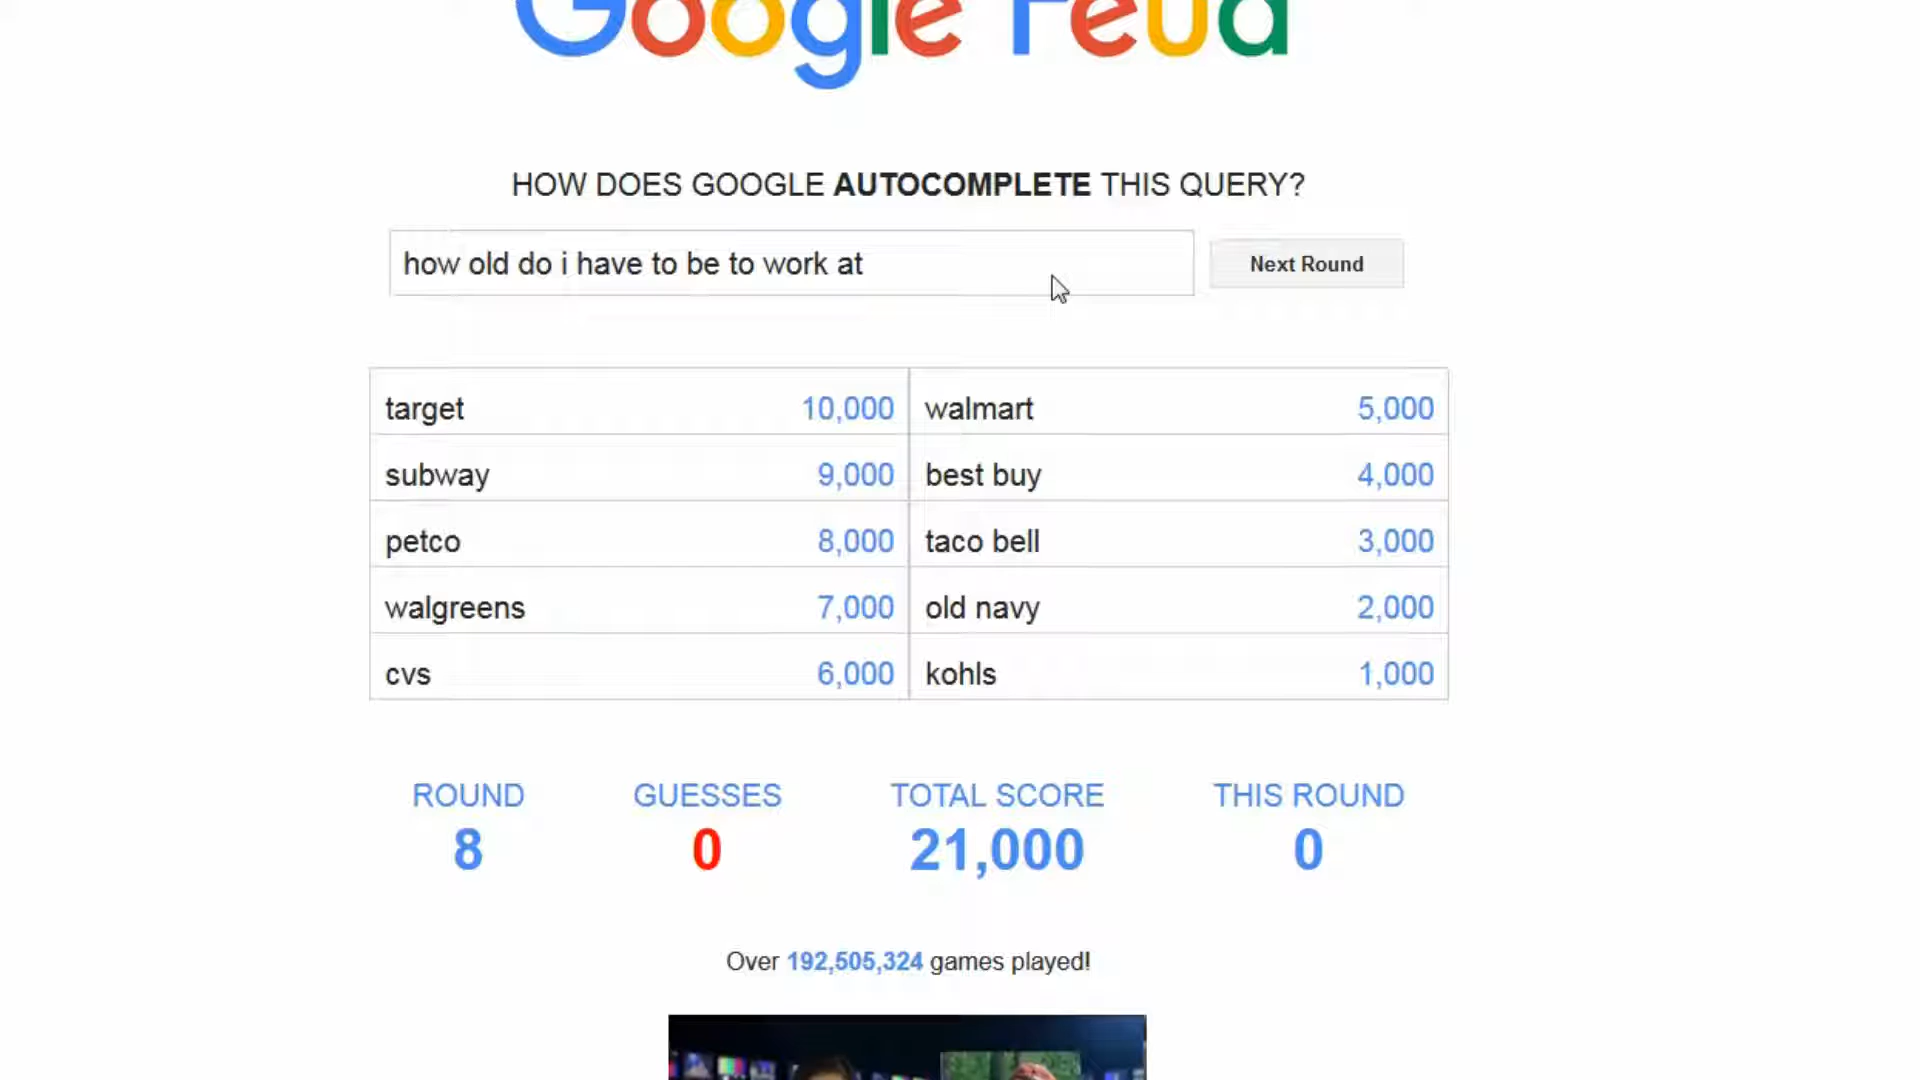 Google Feud
HOW DOES GOOGLE AUTOCOMPLETE THIS QUERY?
how old do i have to be to work at
Next Round
target 10,000 walmart 5,000
subway 9,000 best buy 4,000
petco 8,000 taco bell 3,000
walgreens 7,000 old navy 2,000
cvs 6,000 kohls 1,000
ROUND GUESSES TOTAL SCORE THIS ROUND
8 0 21,000 0
Over 192,505,324 games played!